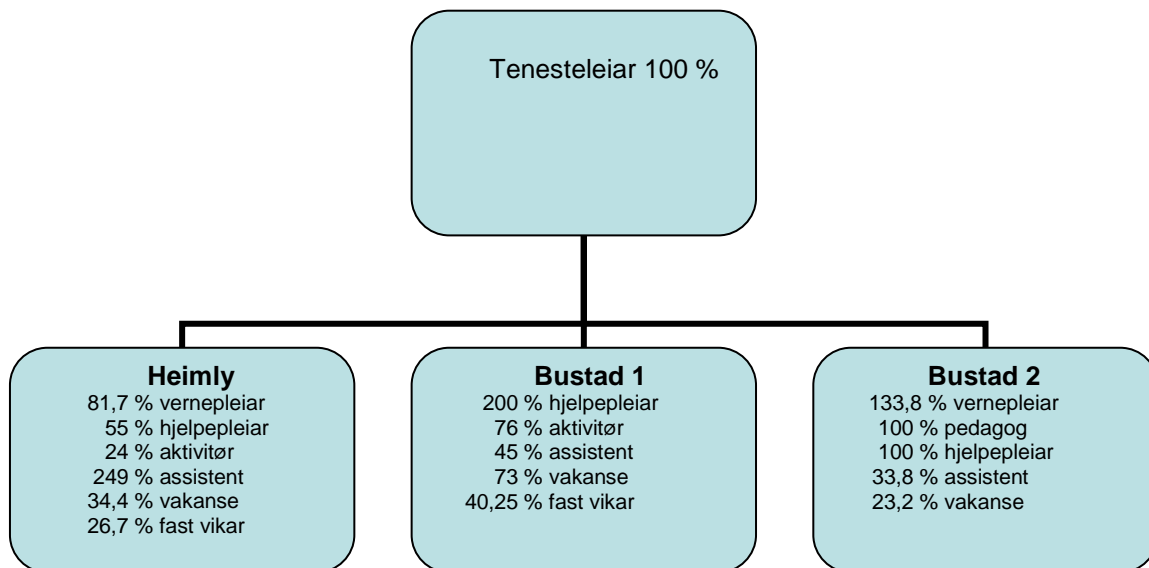 Tenesteleiar 100 %
Heimly
81,7 % vernepleiar
55 % hjelpepleiar
24 % aktivitør
249 % assistent
34,4 % vakanse
26,7 % fast vikar
Bustad 1
200 % hjelpepleiar
76 % aktivitør
45 % assistent
73 % vakanse
40,25 % fast vikar
Bustad 2
133,8 % vernepleiar
100 % pedagog
100 % hjelpepleiar
33,8 % assistent
23,2 % vakanse